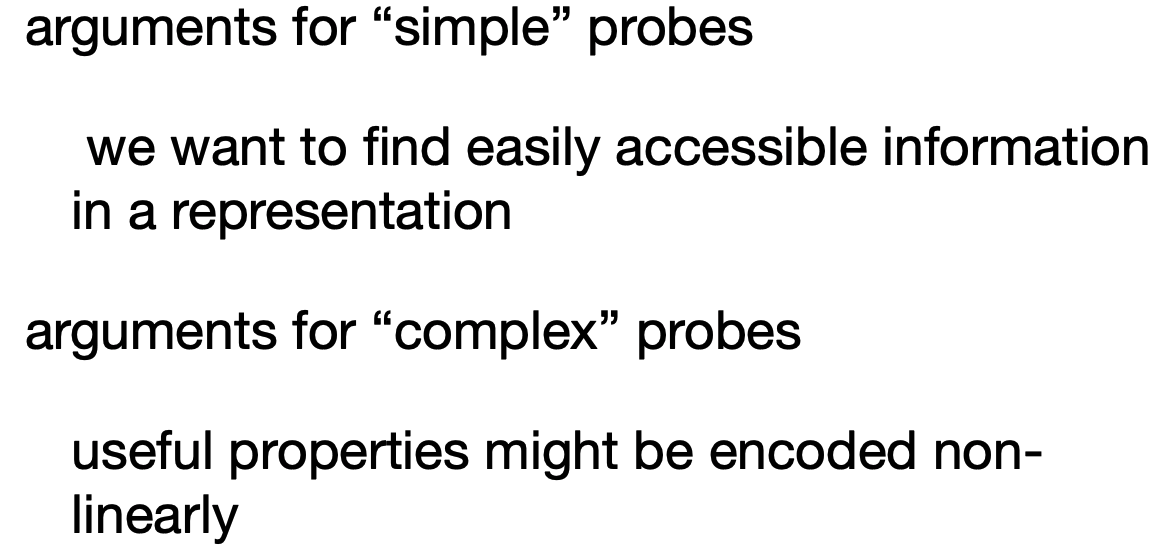 arguments for “simple” probes
we want to find easily accessible information
in a representation
arguments for “complex” probes
useful properties might be encoded non-
linearly